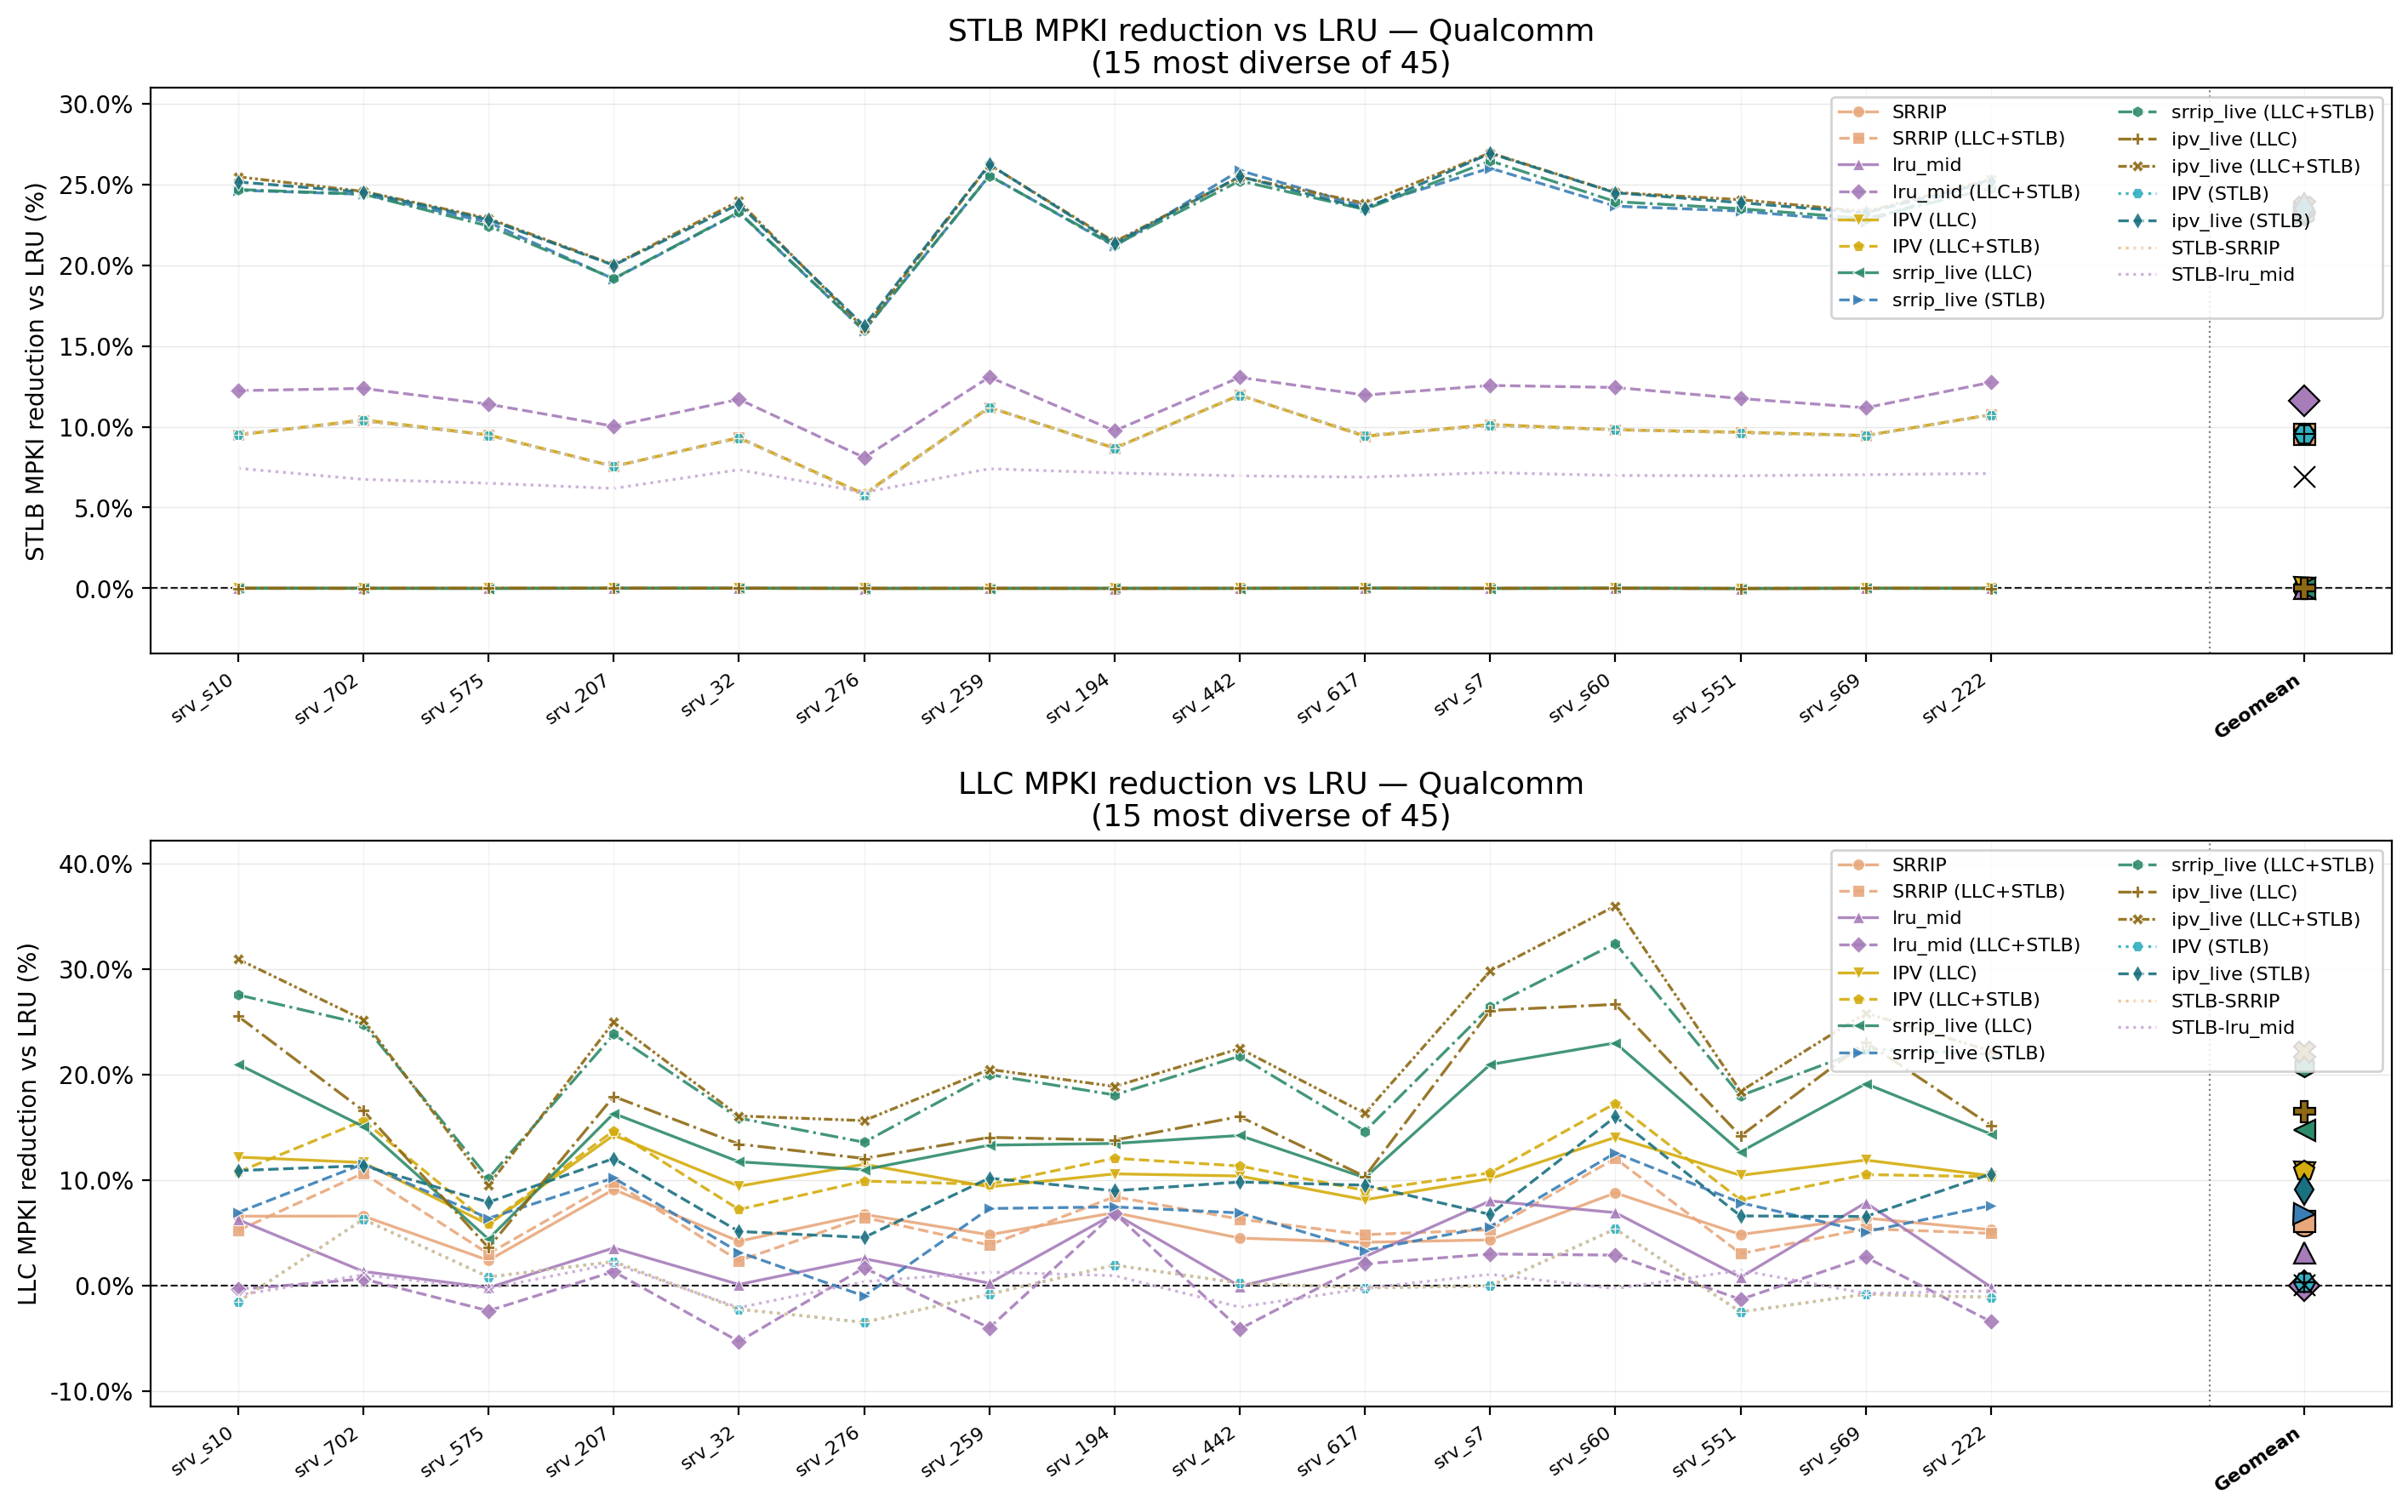 STLB MPKI reduction vs LRU — Qualcomm
(15 most diverse of 45)
STLB MPKI reduction vs LRU (%)
30.0%
25.0%
20.0%
15.0%
10.0%
5.0%
0.0%
SRRIP
SRRIP (LLC+STLB)
lru_mid
lru_mid (LLC+STLB)
IPV (LLC)
IPV (LLC+STLB)
srrip_live (LLC)
srrip_live (STLB)
srrip_live (LLC+STLB)
ipv_live (LLC)
ipv_live (LLC+STLB)
IPV (STLB)
ipv_live (STLB)
STLB-SRRIP
STLB-lru_mid
srv_s10
srv_702
srv_575
srv_207
srv_32
srv_276
srv_259
srv_194
srv_442
srv_617
srv_s7
srv_s60
srv_551
srv_s69
srv_222
Geomean
LLC MPKI reduction vs LRU — Qualcomm
(15 most diverse of 45)
LLC MPKI reduction vs LRU (%)
40.0%
30.0%
20.0%
10.0%
0.0%
-10.0%
SRRIP
SRRIP (LLC+STLB)
lru_mid
lru_mid (LLC+STLB)
IPV (LLC)
IPV (LLC+STLB)
srrip_live (LLC)
srrip_live (STLB)
srrip_live (LLC+STLB)
ipv_live (LLC)
ipv_live (LLC+STLB)
IPV (STLB)
ipv_live (STLB)
STLB-SRRIP
STLB-lru_mid
srv_s10
srv_702
srv_575
srv_207
srv_32
srv_276
srv_259
srv_194
srv_442
srv_617
srv_s7
srv_s60
srv_551
srv_s69
srv_222
Geomean